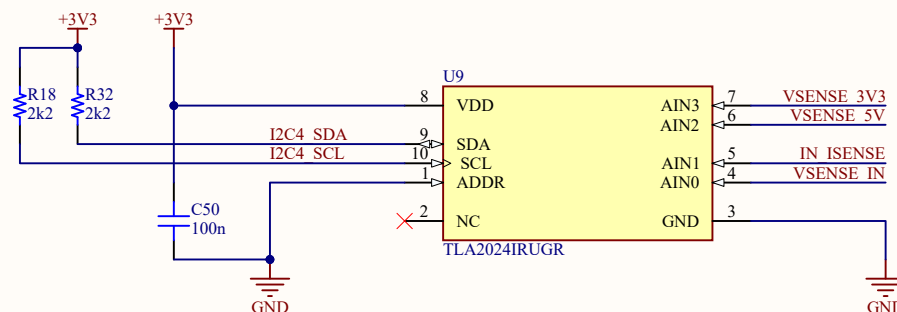 +3V3 +3V3
R18 2k2
R32 2k2
U9
8 VDD
9 SDA
10 SCL
1 ADDR
2 NC
I2C4_SDA
I2C4_SCL
C50
100n
GND
AIN3 7 VSENSE_3V3
AIN2 6 VSENSE_5V
AIN1 5 IN_ISENSE
AIN0 4 VSENSE_IN
GND 3
TLA2024IRUGR
GND